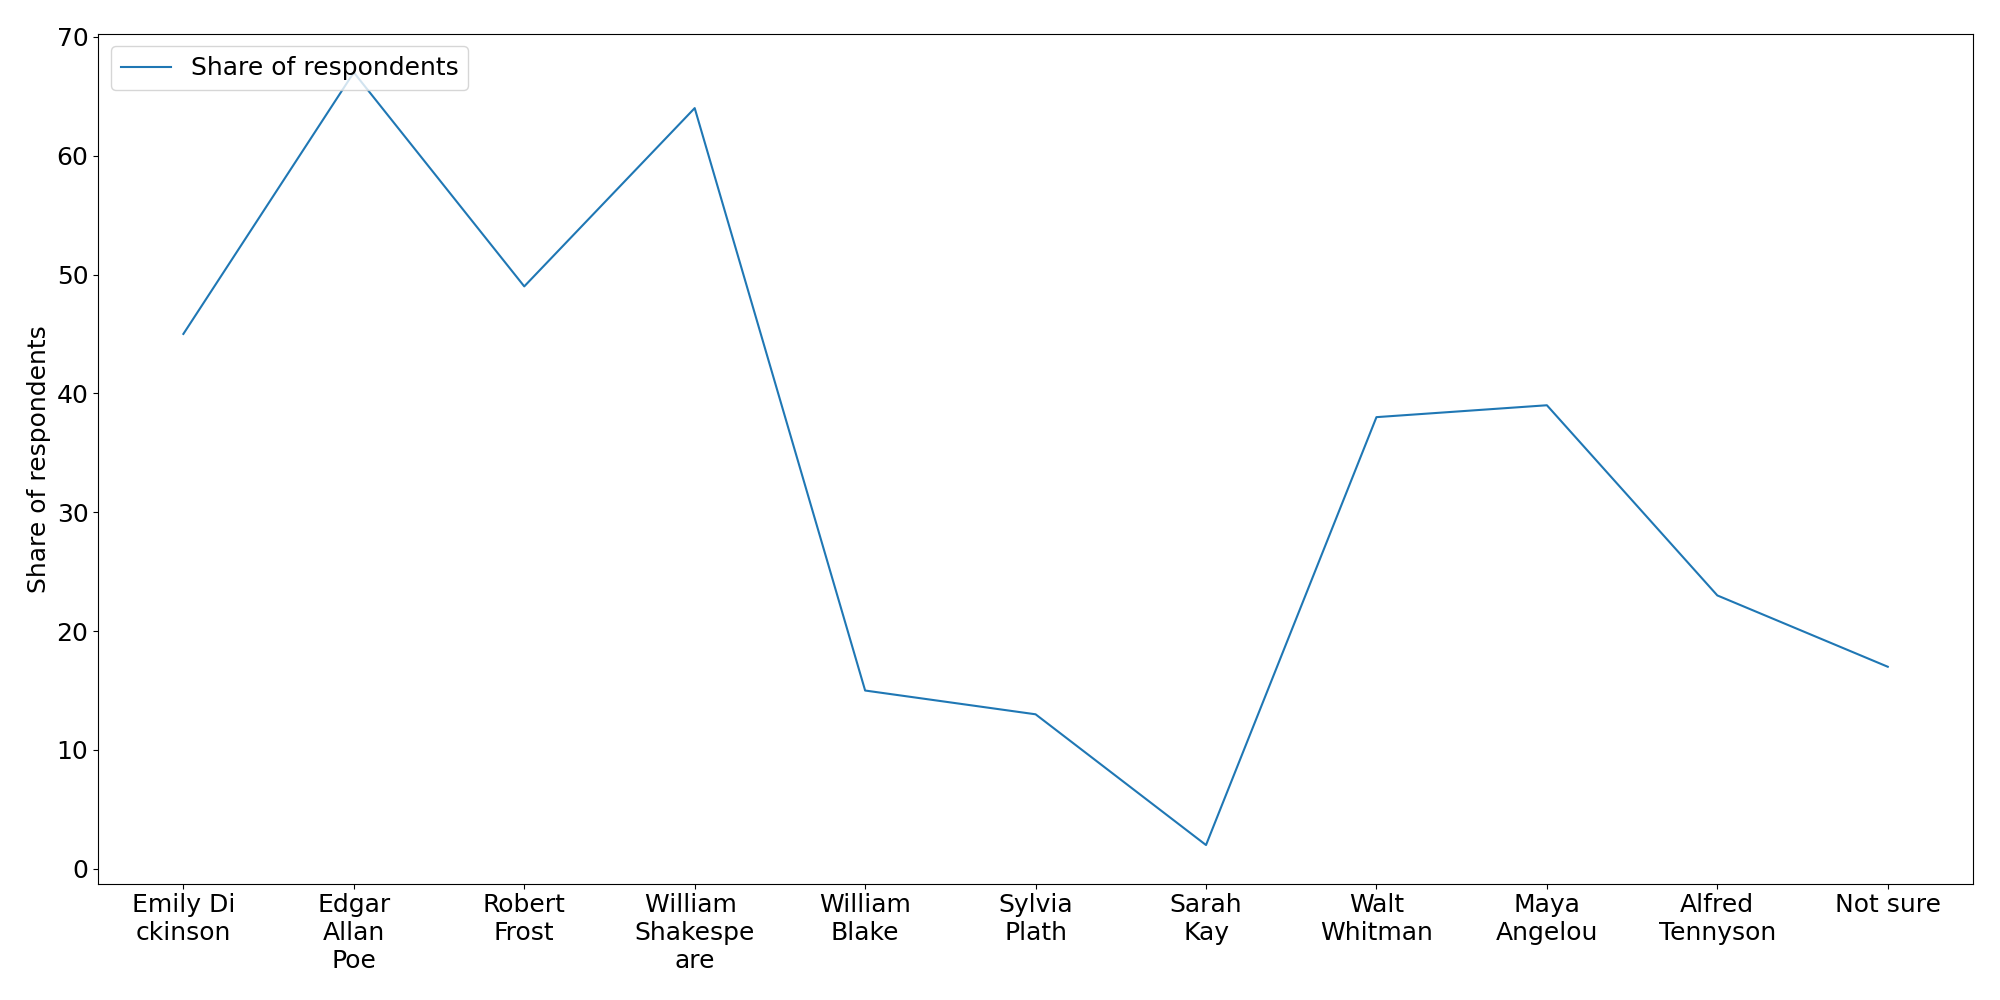 Share of respondents
70
60
50
40
30
20
10
0
Share of respondents
Emily Di
ckinson
Edgar
Allan
Poe
Robert
Frost
William
Shakespe
are
William
Blake
Sylvia
Plath
Sarah
Kay
Walt
Whitman
Maya
Angelou
Alfred
Tennyson
Not sure